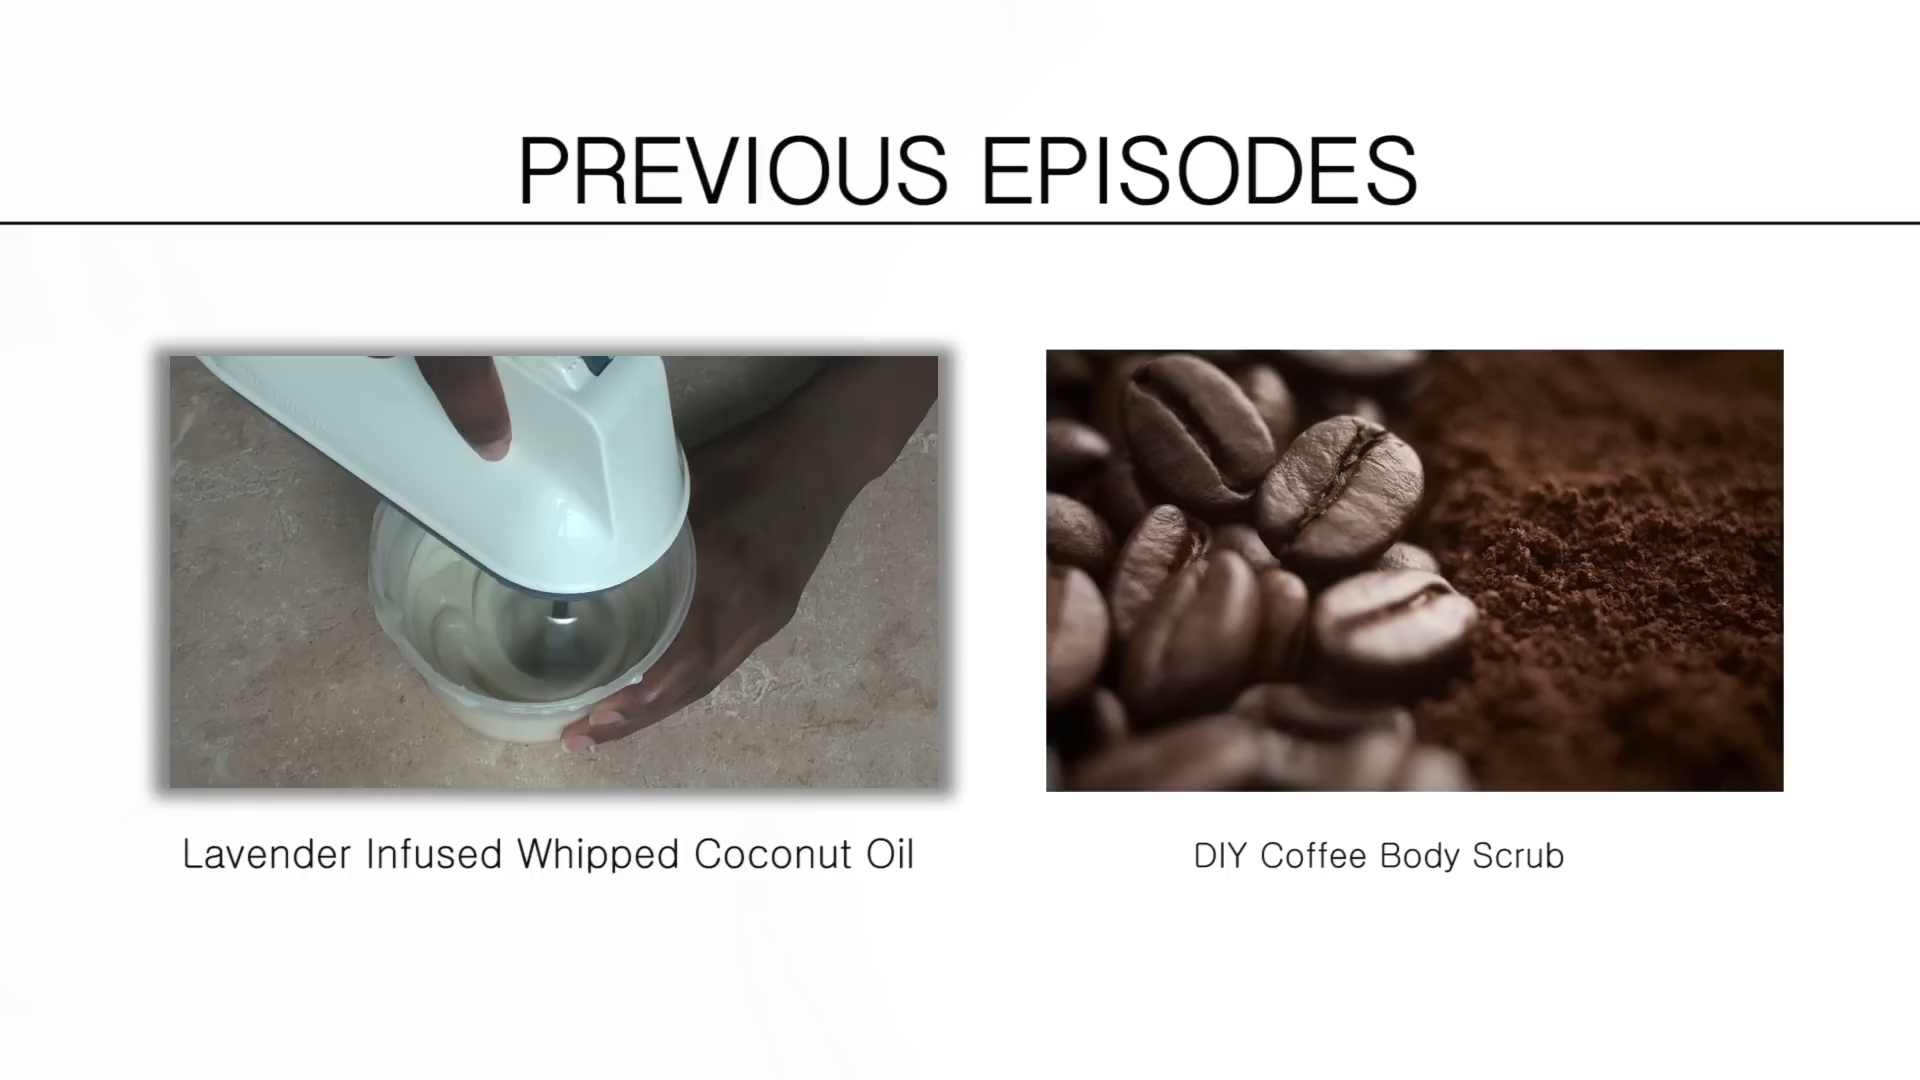 PREVIOUS EPISODES
Lavender Infused Whipped Coconut Oil
DIY Coffee Body Scrub